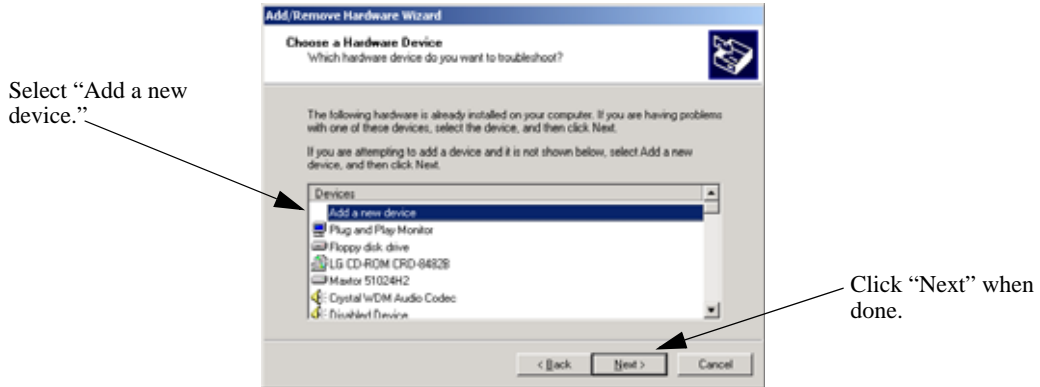 Add/Remove Hardware Wizard
Choose a Hardware Device
Which hardware device do you want to troubleshoot?
Select “Add a new
device.”
The following hardware is already installed on your computer. If you are having problems
with one of these devices, select the device, and then click Next.
If you are attempting to add a device and it is not shown below, select Add a new
device, and then click Next.
Devices
Add a new device
Plug and Play Monitor
Floppy disk drive
LG CD-ROM CRD-8482B
Maxtor 51024H2
Crystal WDM Audio Codec
Disabled Device
Click “Next” when
done.
< Back
Next >
Cancel